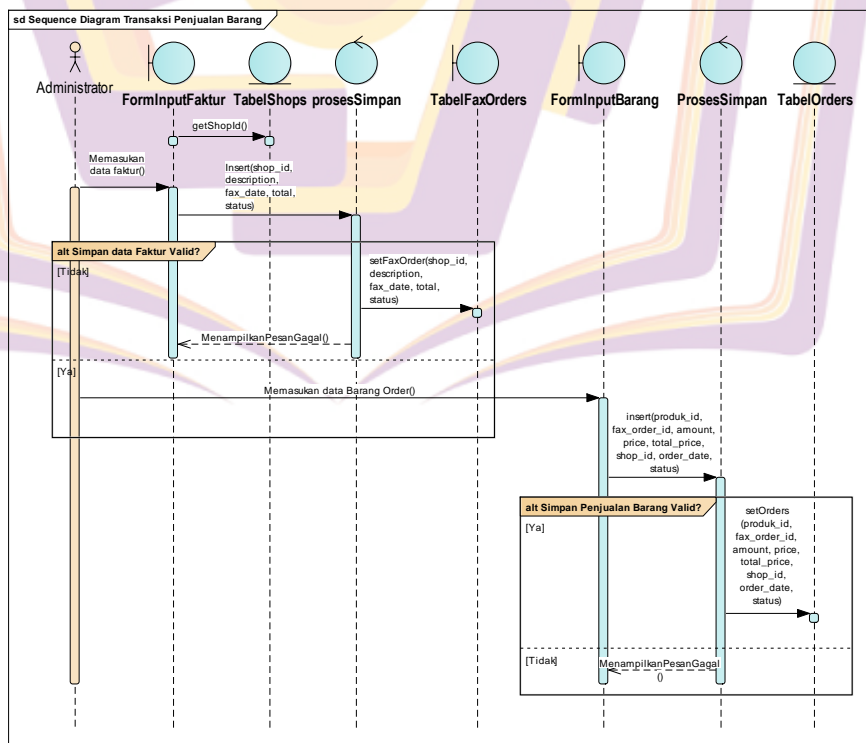 sd Sequence Diagram Transaksi Penjualan Barang
Administrator
FormInputFaktur
TabelShops
prosesSimpan
TabelFaxOrders
FormInputBarang
ProsesSimpan
TabelOrders
getShopId()
Memasukan
data faktur()
Insert(shop_id,
description,
fax_date, total,
status)
alt Simpan data Faktur Valid?
[Tidak]
setFaxOrder(shop_id,
description,
fax_date, total,
status)
MenampilkanPesanGagal()
[Ya]
Memasukan data Barang Order()
insert(produk_id,
fax_order_id, amount,
price, total_price,
shop_id, order_date,
status)
alt Simpan Penjualan Barang Valid?
[Ya]
setOrders
(produk_id,
fax_order_id,
amount, price,
total_price,
shop_id,
order_date,
status)
[Tidak]
MenampilkanPesanGagal
()